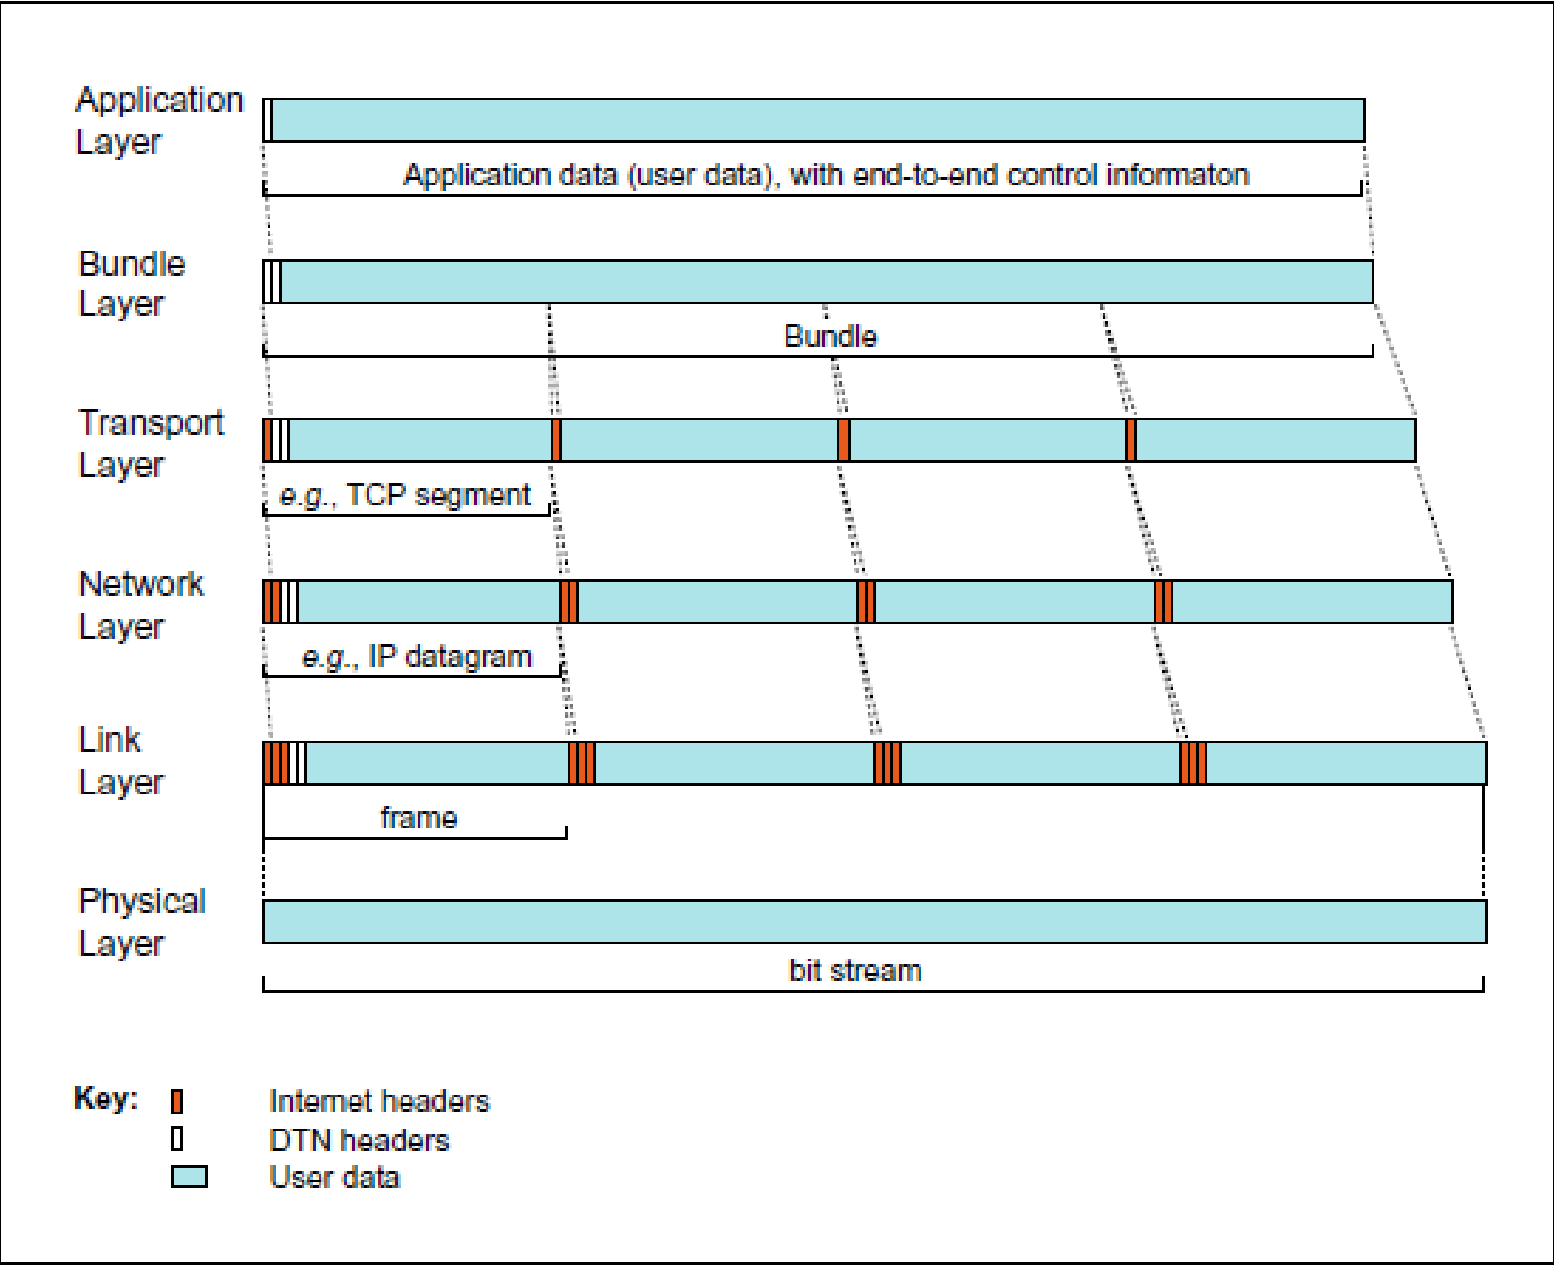 Application
Layer
Application data (user data), with end-to-end control informaton
Bundle
Layer
Bundle
Transport
Layer
e.g., TCP segment
Network
Layer
e.g., IP datagram
Link
Layer
frame
Physical
Layer
bit stream
Key:
Internet headers
DTN headers
User data